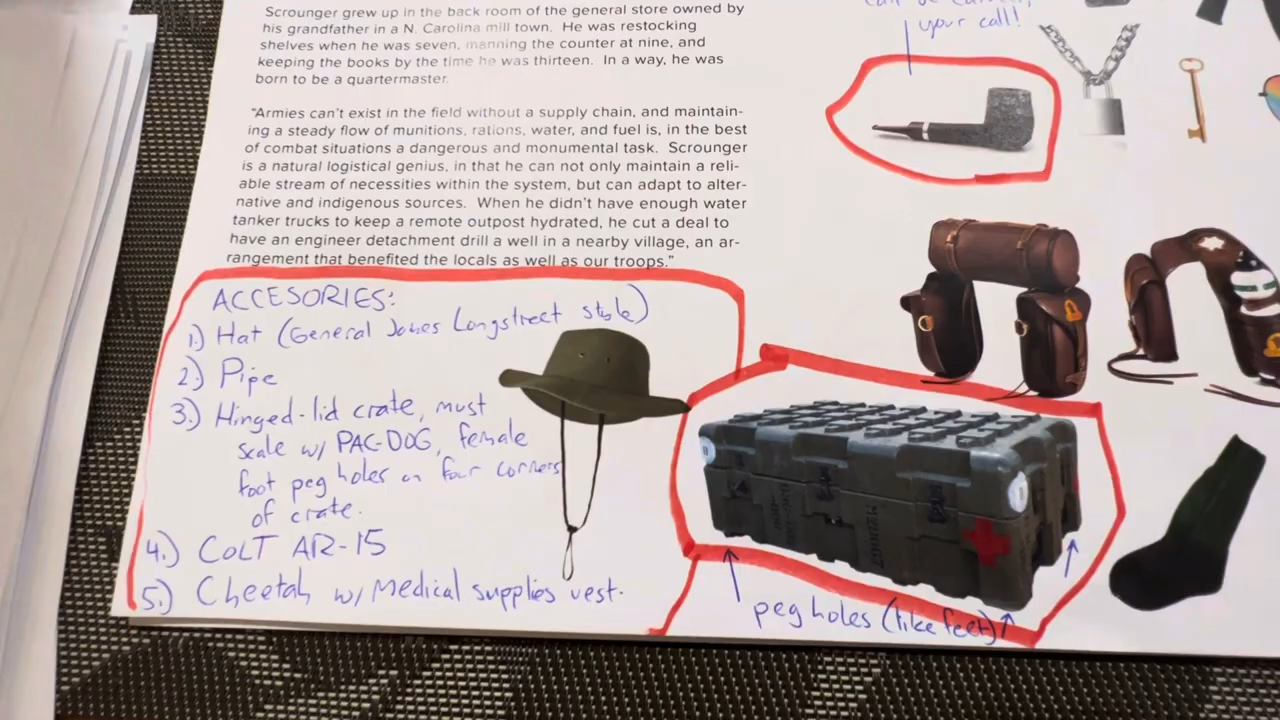 Scrounger grew up in the back room of the general store owned by
his grandfather in a N. Carolina mill town. He was stocking
shelves when he was seven, manning the counter at nine, and
keeping the books by the time he was thirteen. In a way, he was
born to be a quartermaster.
"Armies can't exist in the field without a supply chain, and maintain-
ing a steady flow of munitions, rations, water, and fuel is, in the best
of combat situations a dangerous and monumental task. Scrounger
is a natural logistical genius, in that he can not only maintain a reli-
able stream of necessities within the system, but can adapt to alter-
native and indigenous sources. When he didn't have enough water
tanker trucks to keep a remote outpost hydrated, he cut a deal to
have an engineer detachment drill a well in a nearby village, an ar-
rangement that benefited the locals as well as our troops."
your call!
ACCESORIES:
1.) Hat (General James Longstreet style)
2.) Pipe
3.) Hinged-lid crate, must
scale w/ PAC-DOG, female
foot peg holes on four corners
of crate.
4.) COLT AR-15
5.) Cheetah w/ Medical supplies vest.
peg holes (like feet)